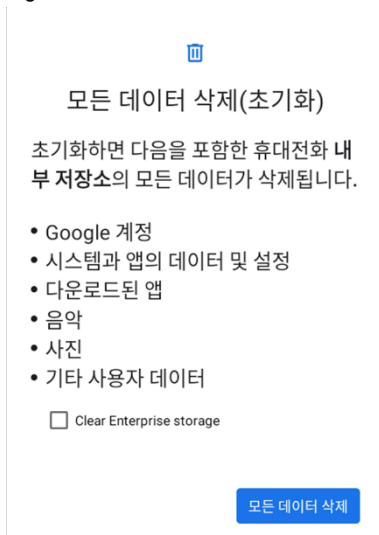 모든 데이터 삭제(초기화)
초기화하면 다음을 포함한 휴대전화 내
부 저장소의 모든 데이터가 삭제됩니다.
• Google 계정
• 시스템과 앱의 데이터 및 설정
• 다운로드된 앱
• 음악
• 사진
• 기타 사용자 데이터
Clear Enterprise storage
모든 데이터 삭제